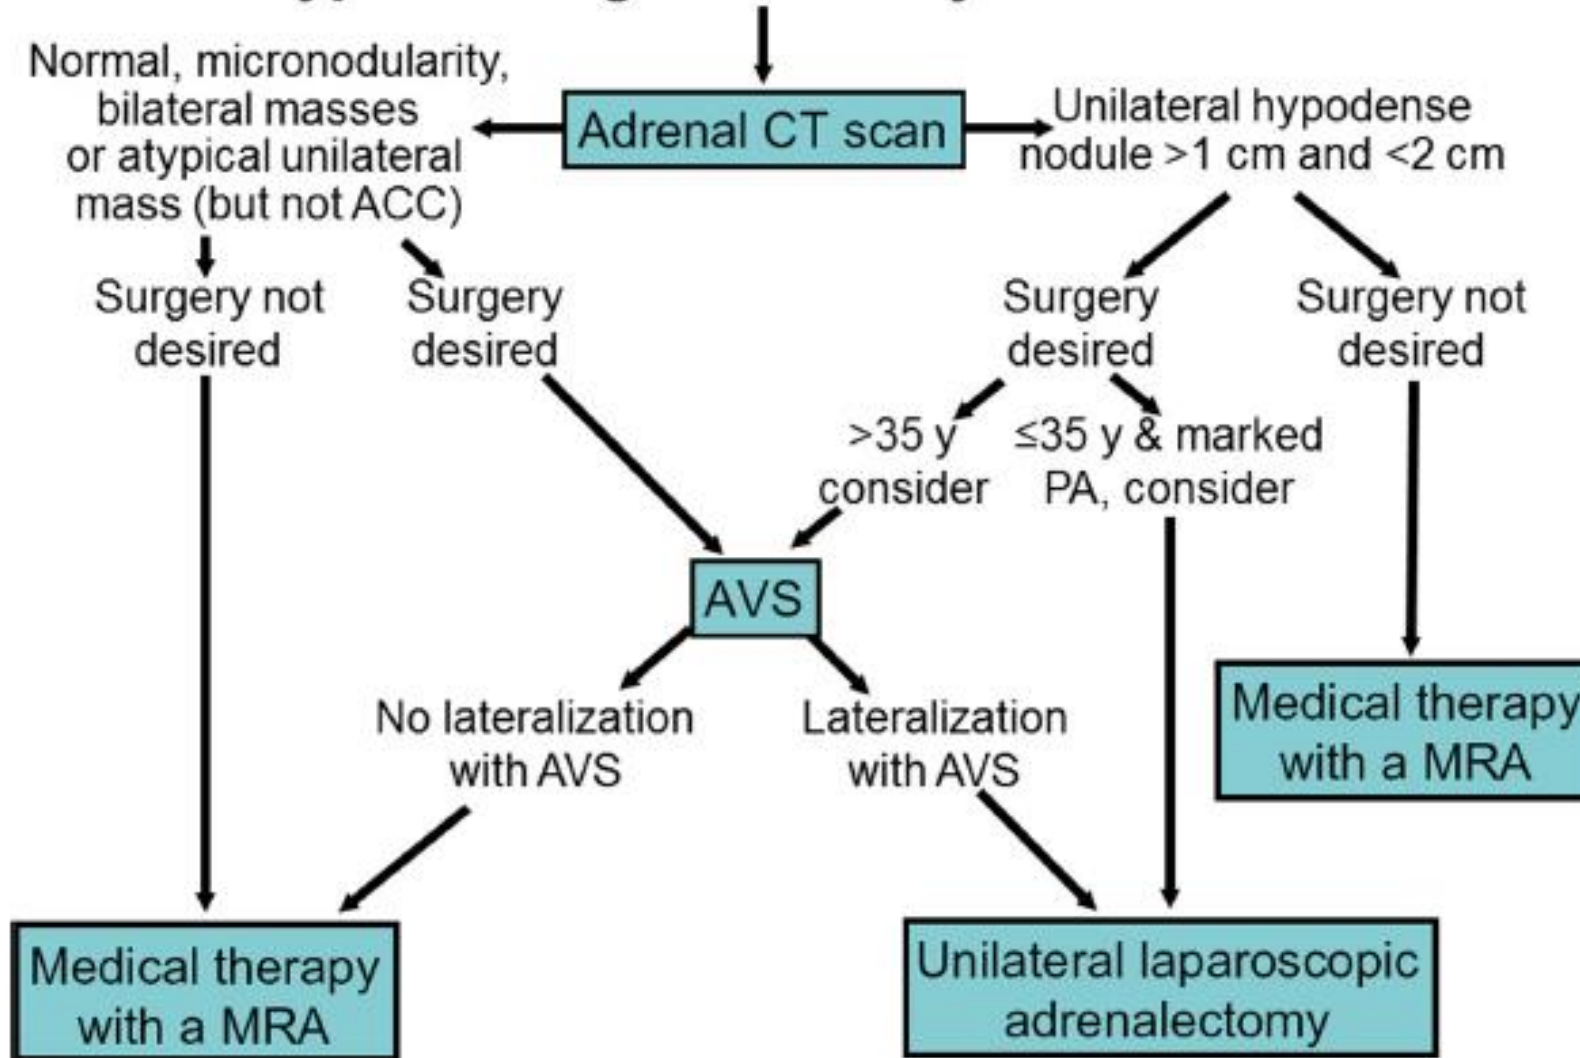 Normal, micronodularity,
bilateral masses
or atypical unilateral
mass (but not ACC)
Adrenal CT scan
Unilateral hypodense
nodule >1 cm and <2 cm
Surgery not
desired
Surgery
desired
Surgery
desired
Surgery not
desired
>35 y
consider
≤35 y & marked
PA, consider
AVS
No lateralization
with AVS
Lateralization
with AVS
Medical therapy
with a MRA
Medical therapy
with a MRA
Unilateral laparoscopic
adrenalectomy